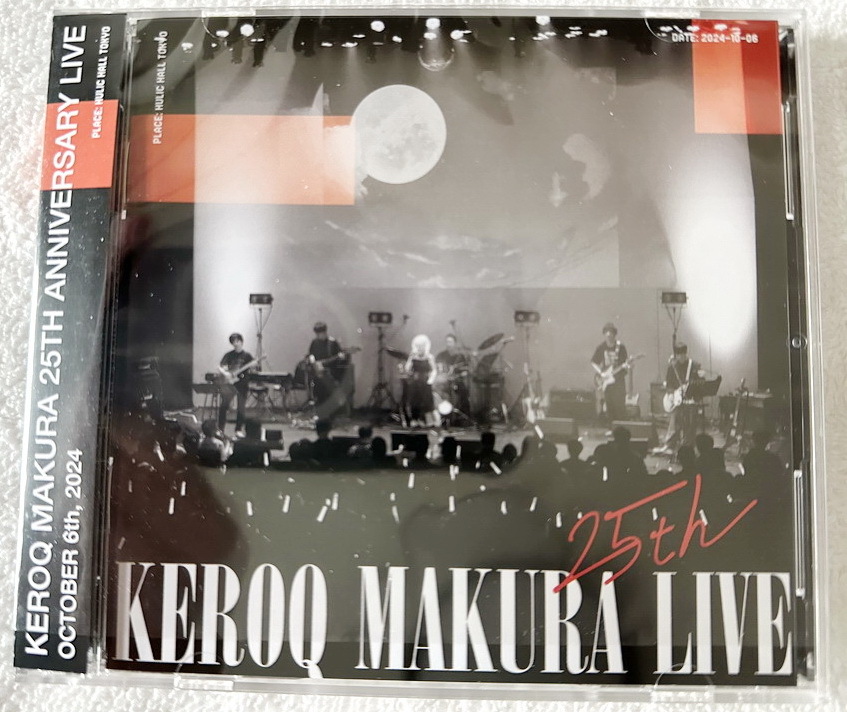 KEROQ MAKURA 25TH ANNIVERSARY LIVE
OCTOBER 6th, 2024
PLACE: HULIC HALL TOKYO
PLACE: HULIC HALL TOKYO
DATE: 2024-10-06
25th
KEROQ MAKURA LIVE